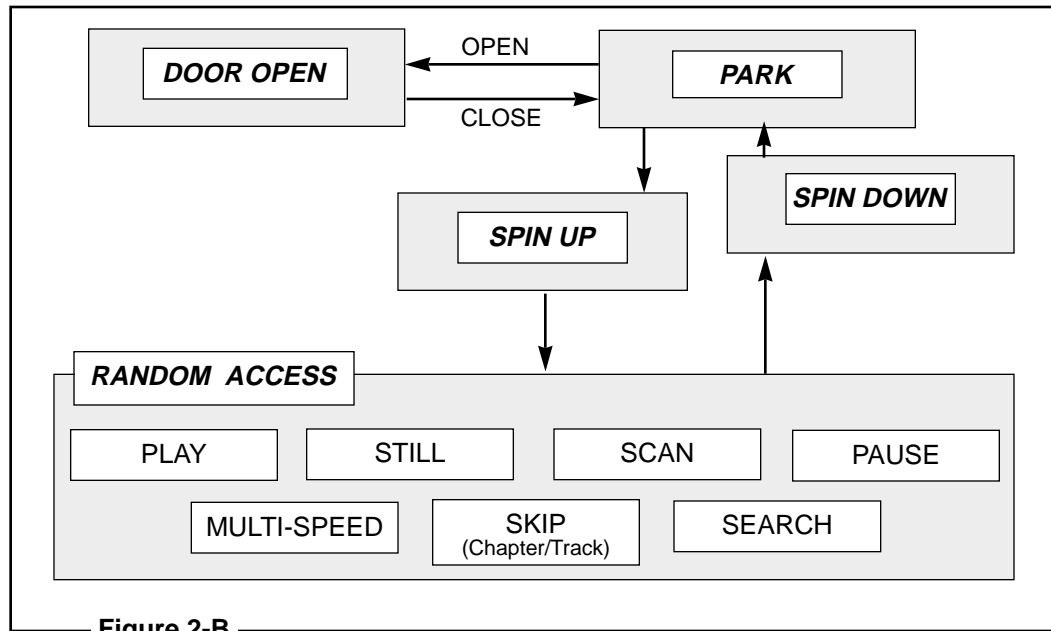 OPEN
DOOR OPEN
PARK
CLOSE
SPIN DOWN
SPIN UP
RANDOM ACCESS
PLAY
STILL
SCAN
PAUSE
MULTI-SPEED
SKIP
(Chapter/Track)
SEARCH
Figure 2-B